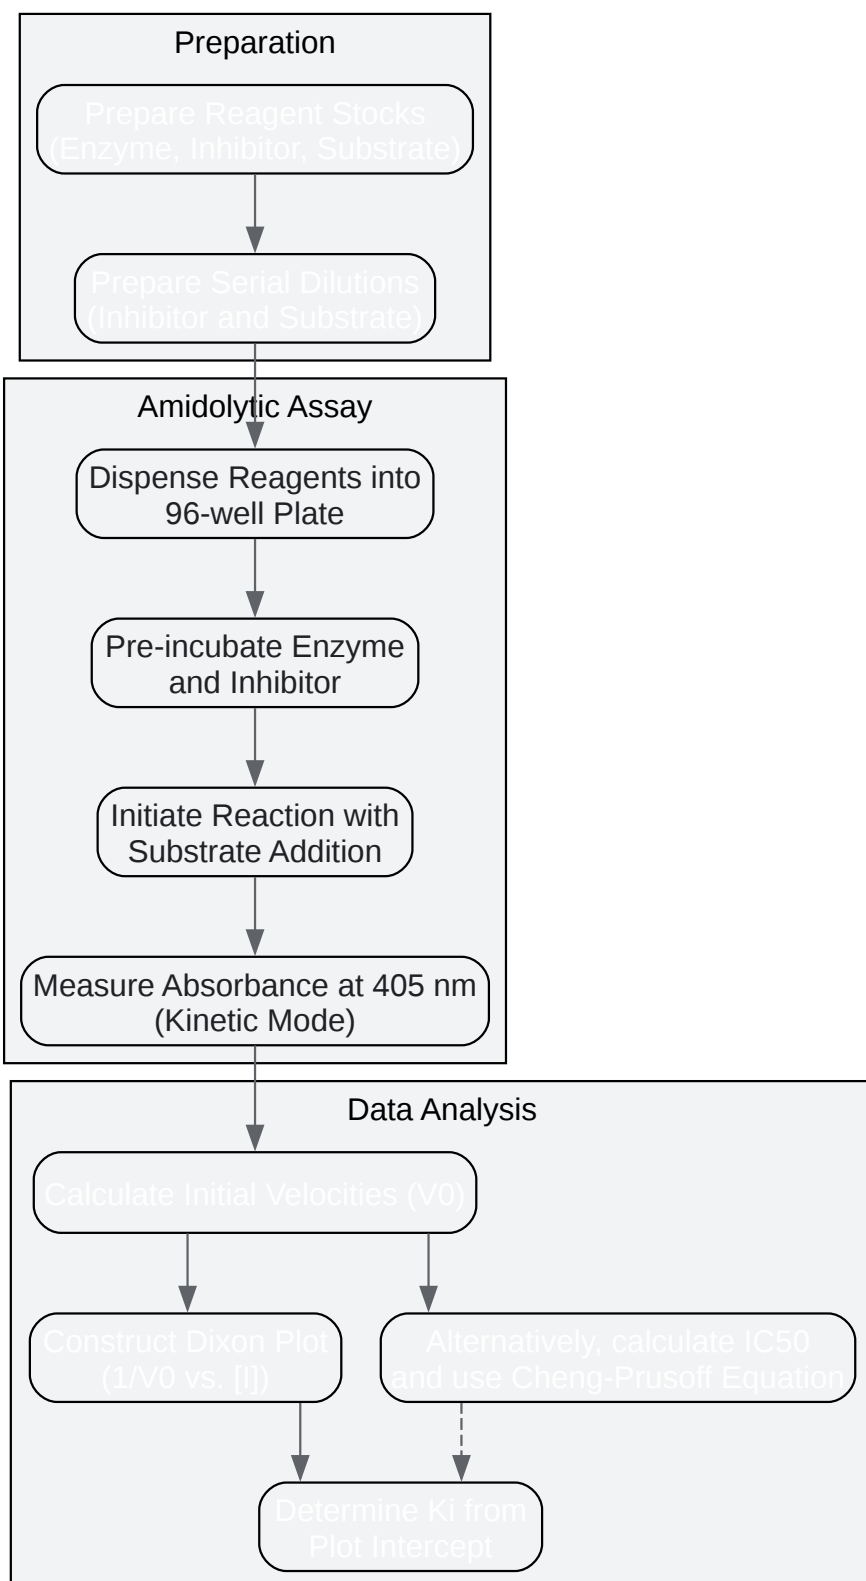 Preparation
Prepare Reagent Stocks
(Enzyme, Inhibitor, Substrate)
Prepare Serial Dilutions
(Inhibitor and Substrate)
Amidolytic Assay
Dispense Reagents into
96-well Plate
Pre-incubate Enzyme
and Inhibitor
Initiate Reaction with
Substrate Addition
Measure Absorbance at 405 nm
(Kinetic Mode)
Data Analysis
Calculate Initial Velocities (V0)
Construct Dixon Plot
(1/V0 vs. [I])
Alternatively, calculate IC50
and use Cheng-Prusoff Equation
Determine Ki from
Plot Intercept